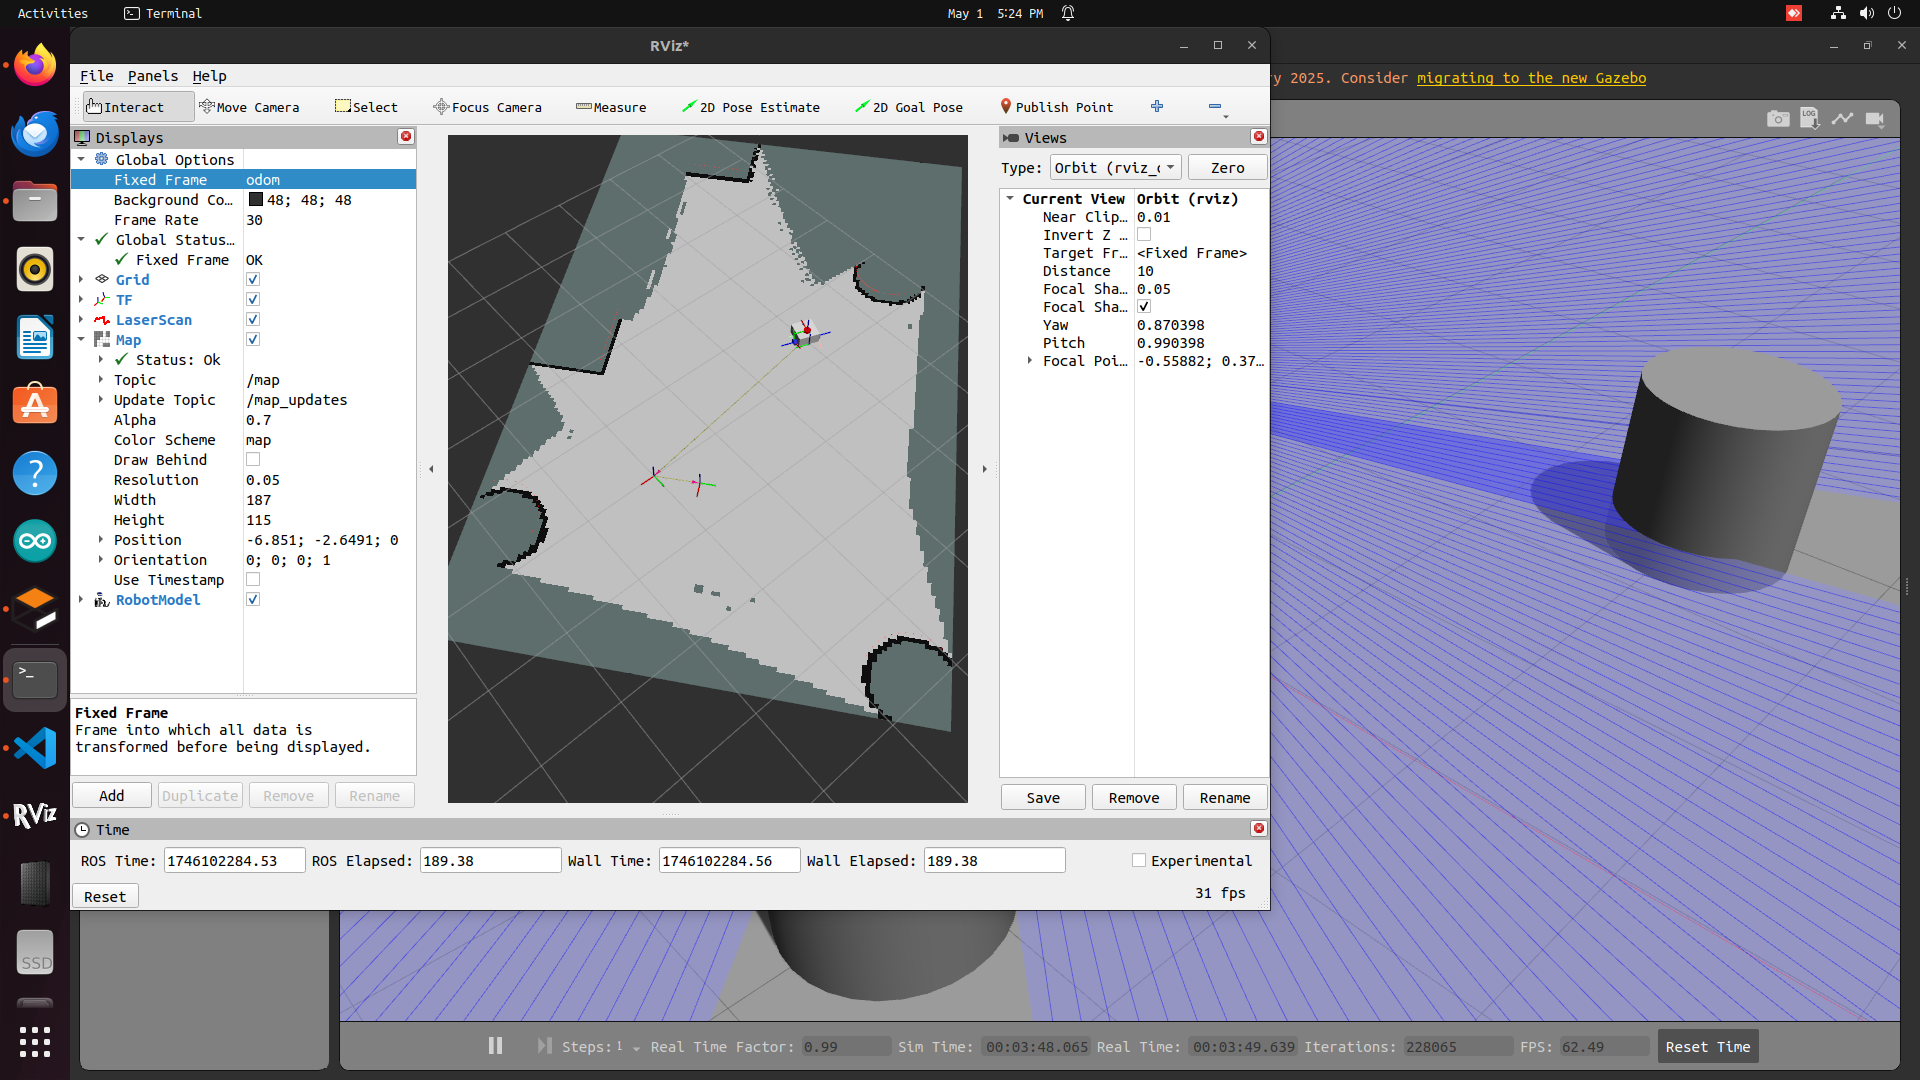 Activities
Terminal
May 1 5:24 PM
RViz*
y 2025. Consider migrating to the new Gazebo
File Panels Help
Interact Move Camera Select Focus Camera Measure 2D Pose Estimate 2D Goal Pose Publish Point
LOG
Displays
Global Options
Fixed Frame odom
Background Co... 48; 48; 48
Frame Rate 30
Global Status...
Fixed Frame OK
Grid
TF
LaserScan
Map
Status: Ok
Topic /map
Update Topic /map_updates
Alpha 0.7
Color Scheme map
Draw Behind
Resolution 0.05
Width 187
Height 115
Position -6.851; -2.6491; 0
Orientation 0; 0; 0; 1
Use Timestamp
RobotModel
Fixed Frame
Frame into which all data is
transformed before being displayed.
Add Duplicate Remove Rename
Views
Type: Orbit (rviz_ Zero
Current View Orbit (rviz)
Near Clip... 0.01
Invert Z ...
Target Fr... <Fixed Frame>
Distance 10
Focal Sha... 0.05
Focal Sha...
Yaw 0.870398
Pitch 0.990398
Focal Poi... -0.55882; 0.37...
Save Remove Rename
Time
ROS Time: 1746102284.53 ROS Elapsed: 189.38 Wall Time: 1746102284.56 Wall Elapsed: 189.38 Experimental
Reset
31 fps
RViz
SSD
Steps: 1 Real Time Factor: 0.99 Sim Time: 00:03:48.065 Real Time: 00:03:49.639 Iterations: 228065 FPS: 62.49 Reset Time